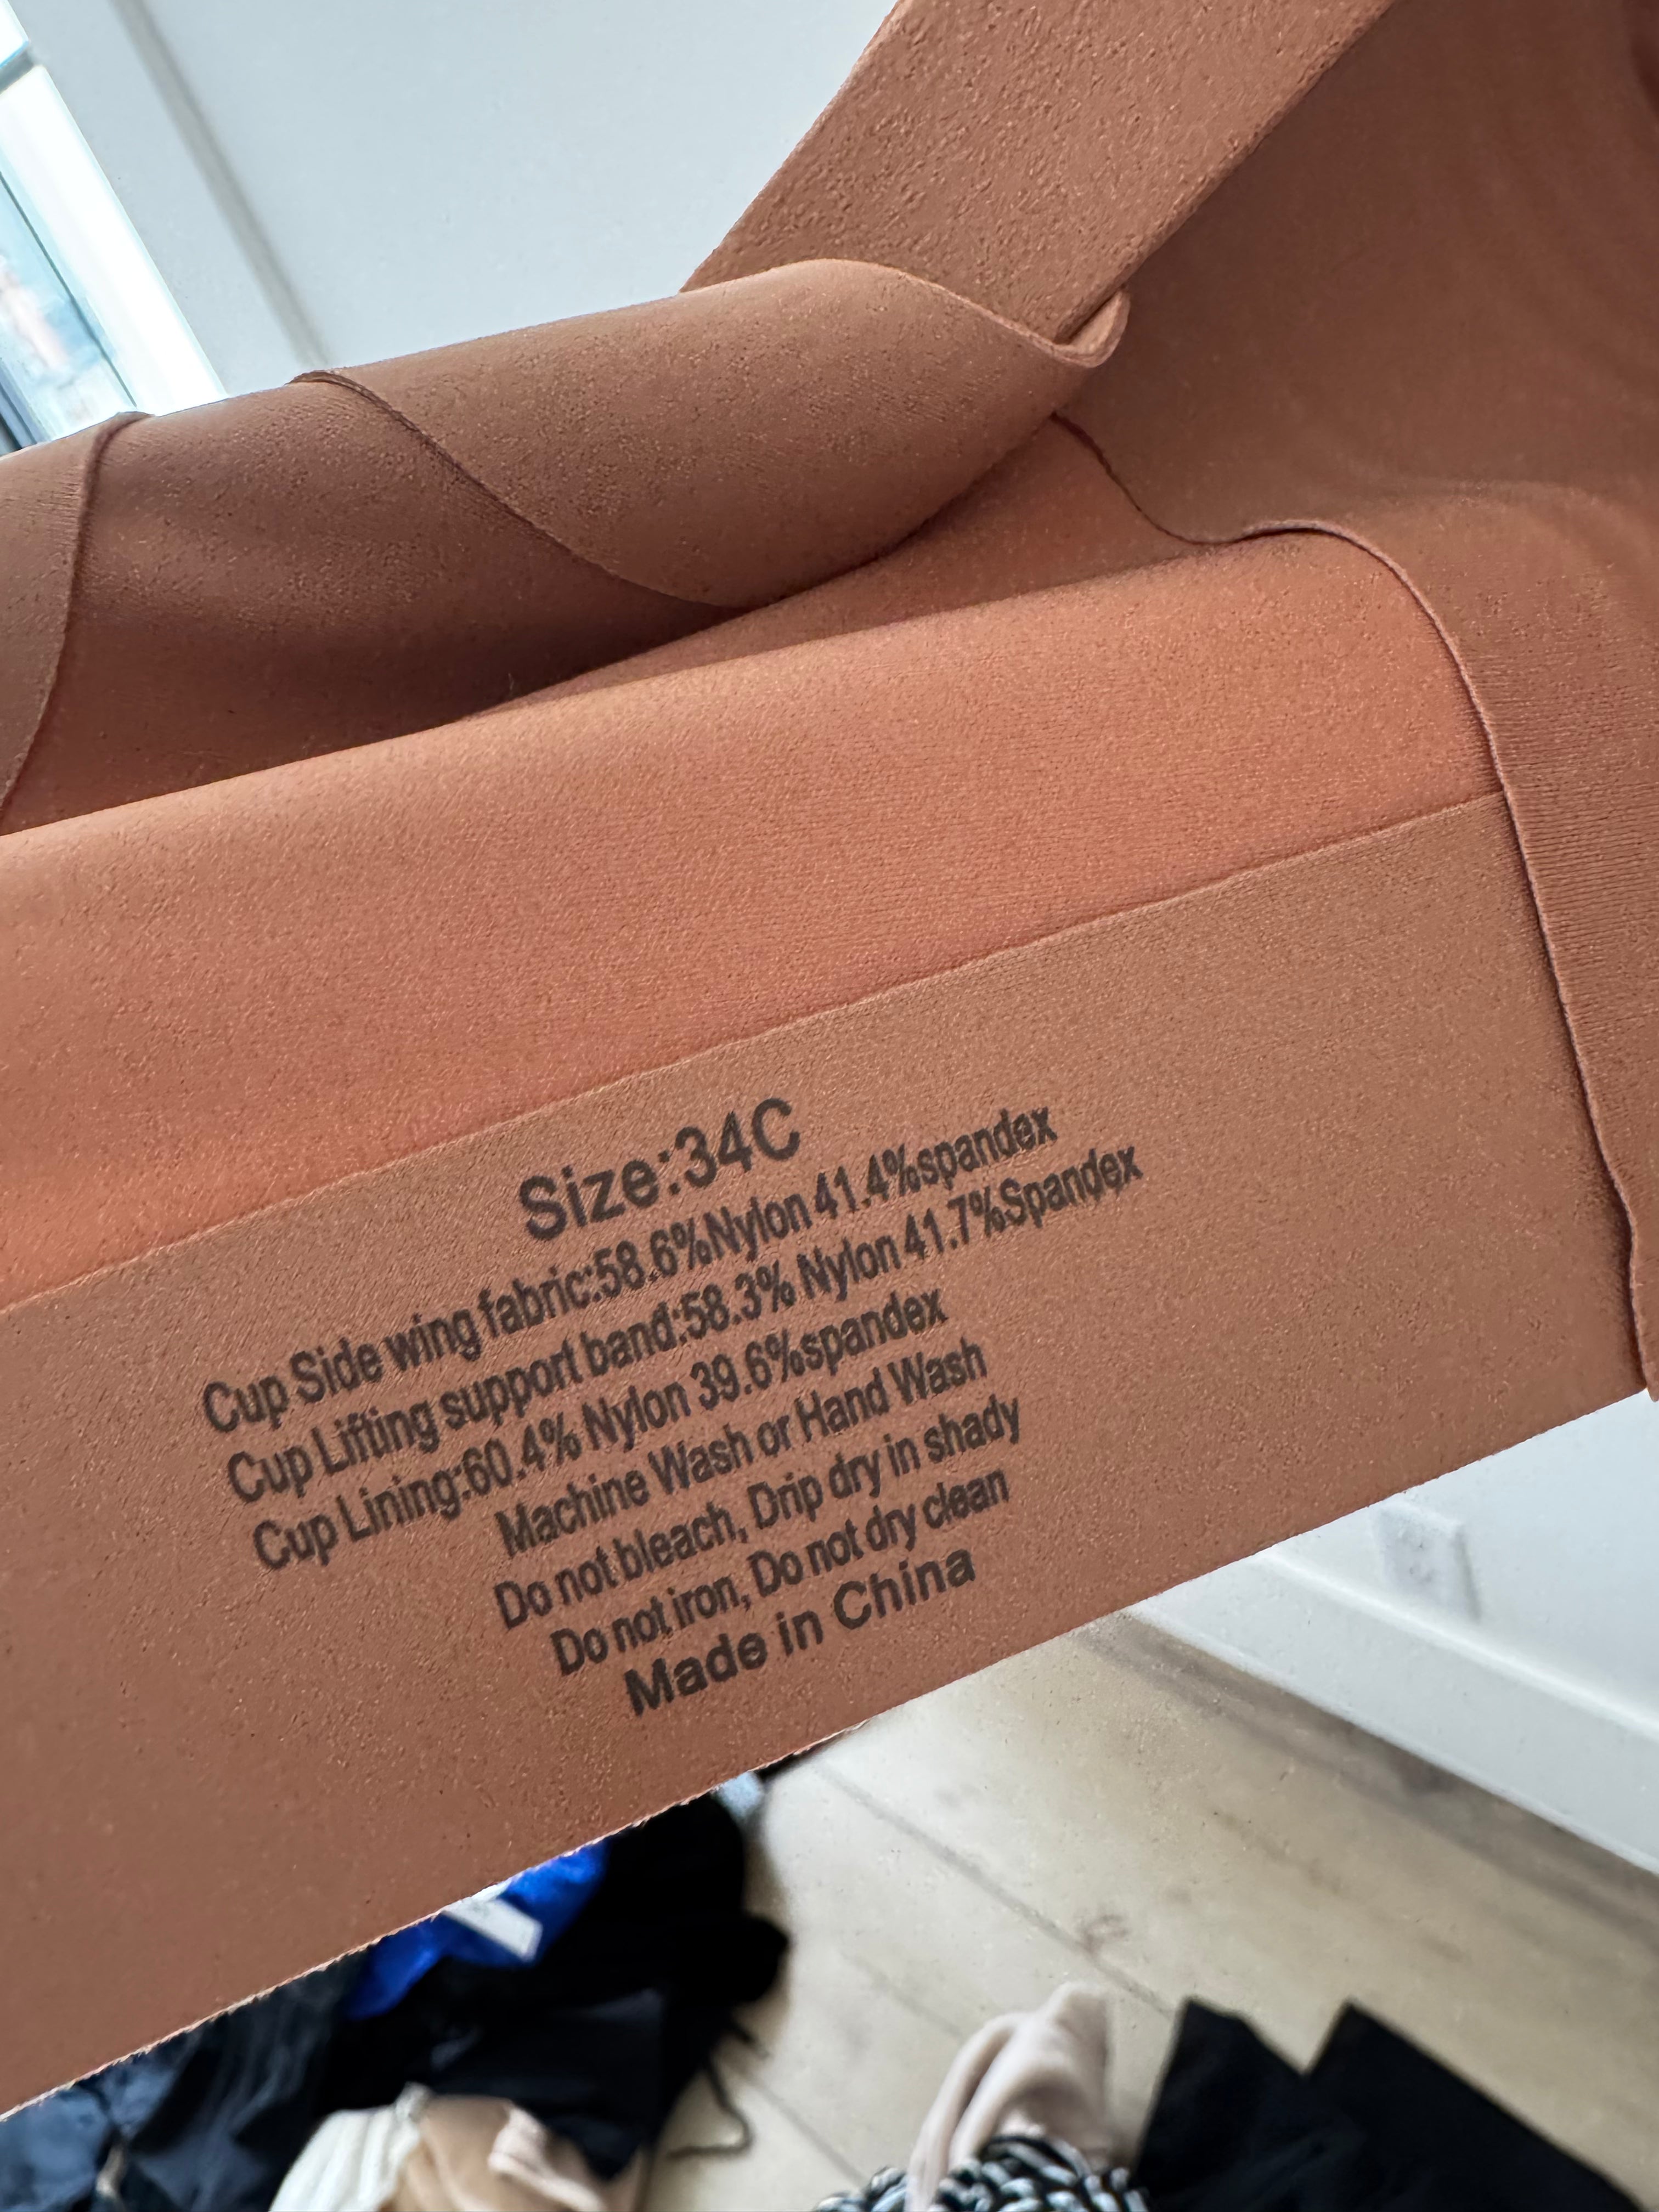 Size:34C
Cup Side wing fabric:58.6%Nylon 41.4%spandex
Cup Lifting support band:58.3% Nylon 41.7%Spandex
Cup Lining:60.4% Nylon 39.6%spandex
Machine Wash or Hand Wash
Do not bleach, Drip dry in shady
Do not iron, Do not dry clean
Made in China